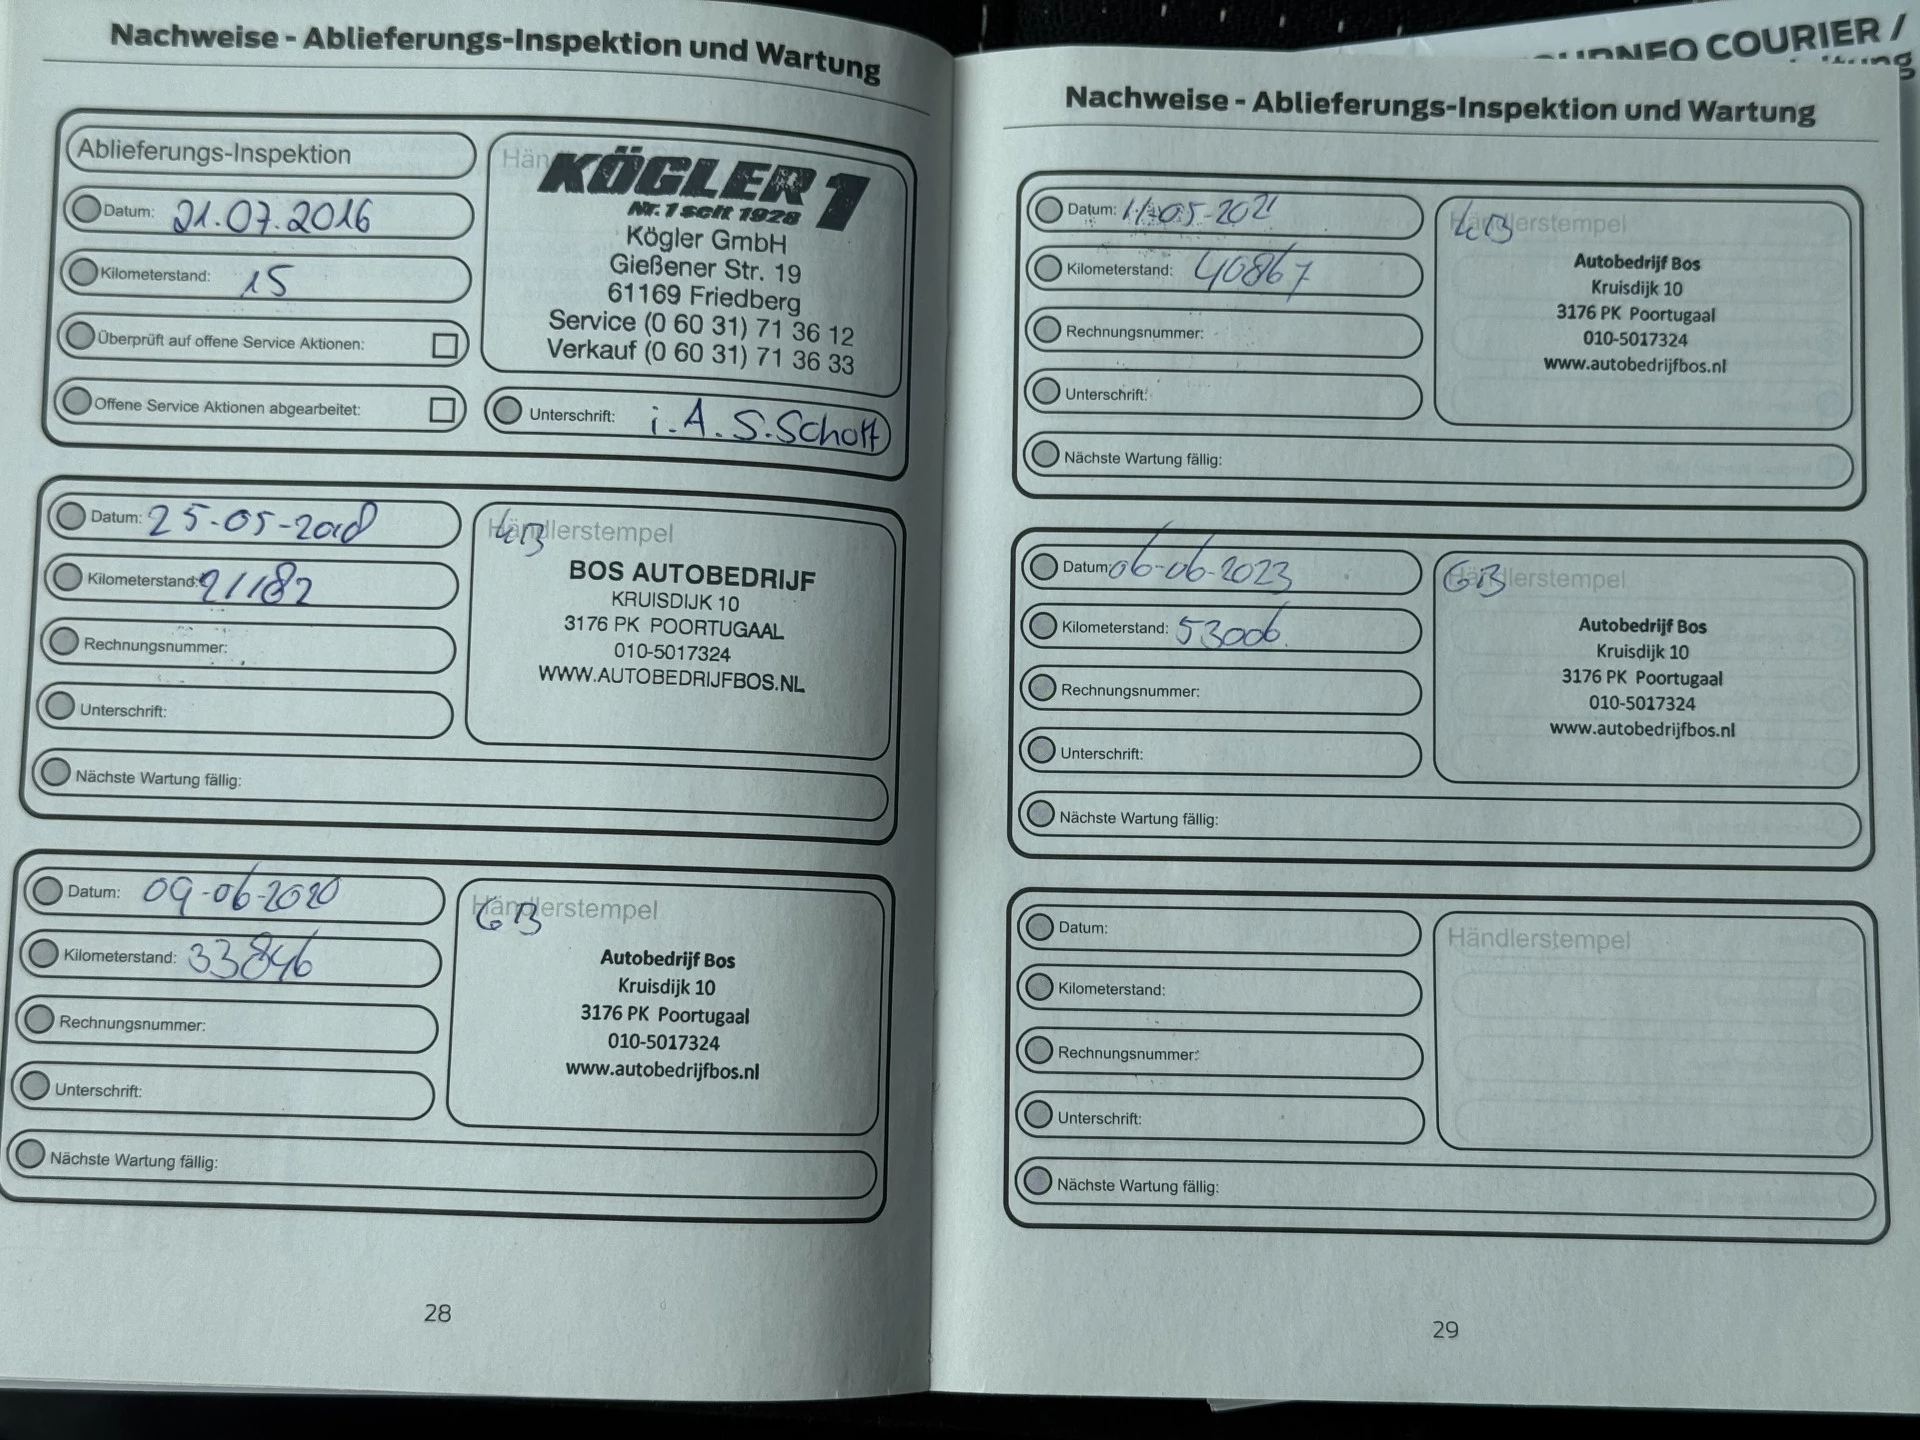 Nachweise - Ablieferungs-Inspektion und Wartung
Ablieferungs-Inspektion
Datum: 21.07.2016
Kilometerstand: 15
Überprüft auf offene Service Aktionen:
Offene Service Aktionen abgearbeitet:
KÖGLER 1
Nr. 1 seit 1928
Kögler GmbH
Gießener Str. 19
61169 Friedberg
Service (0 60 31) 71 36 12
Verkauf (0 60 31) 71 36 33
Unterschrift: i.A. S.Schott
Datum: 25-05-2018
Kilometerstand: 21182
Rechnungsnummer:
Unterschrift:
Nächste Wartung fällig:
Händlerstempel
BOS AUTOBEDRIJF
KRUISDIJK 10
3176 PK POORTUGAAL
010-5017324
WWW.AUTOBEDRIJFBOS.NL
Datum: 09-06-2020
Kilometerstand: 33846
Rechnungsnummer:
Unterschrift:
Nächste Wartung fällig:
Händlerstempel
GB
Autobedrijf Bos
Kruisdijk 10
3176 PK Poortugaal
010-5017324
www.autobedrijfbos.nl
28
COURIER /
Nachweise - Ablieferungs-Inspektion und Wartung
Datum: 11-05-2021
Kilometerstand: 40867
Rechnungsnummer:
Unterschrift:
Nächste Wartung fällig:
Händlerstempel
Autobedrijf Bos
Kruisdijk 10
3176 PK Poortugaal
010-5017324
www.autobedrijfbos.nl
Datum: 06-06-2023
Kilometerstand: 53006
Rechnungsnummer:
Unterschrift:
Nächste Wartung fällig:
Händlerstempel
GB
Autobedrijf Bos
Kruisdijk 10
3176 PK Poortugaal
010-5017324
www.autobedrijfbos.nl
Datum:
Kilometerstand:
Rechnungsnummer:
Unterschrift:
Nächste Wartung fällig:
Händlerstempel
29